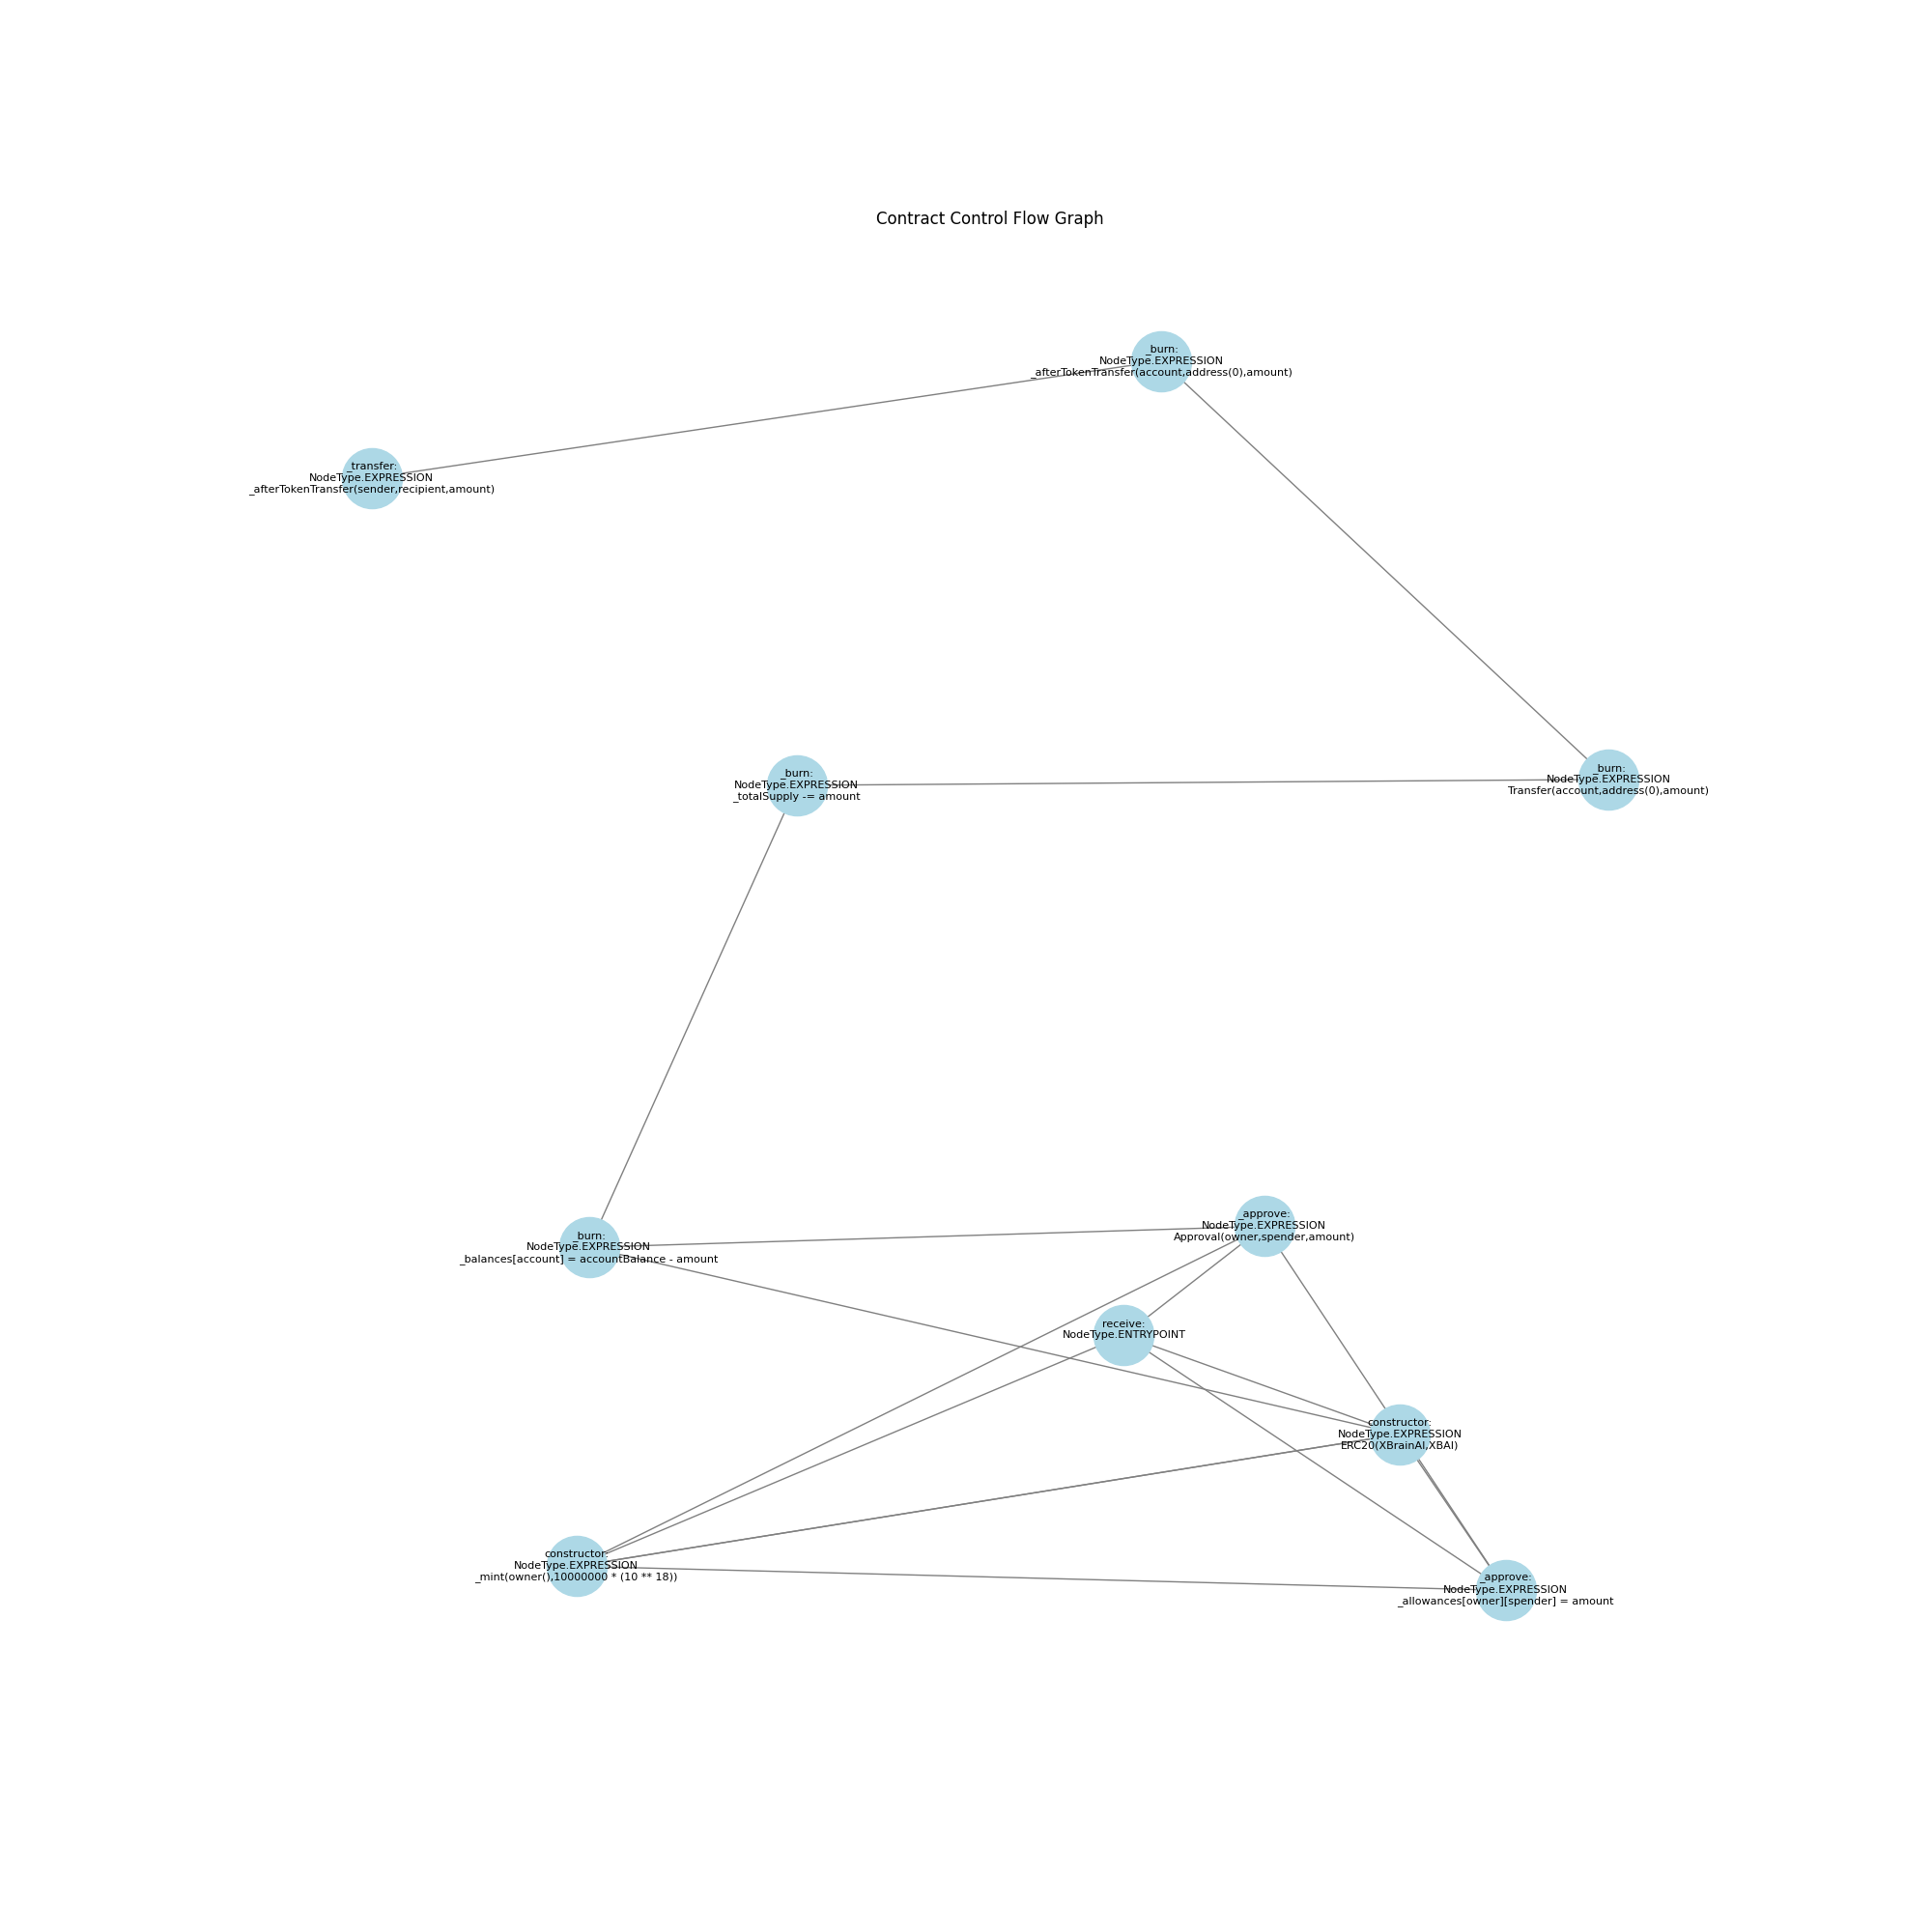 Contract Control Flow Graph
_burn:
NodeType.EXPRESSION
_afterTokenTransfer(account,address(0),amount)
_transfer:
NodeType.EXPRESSION
_afterTokenTransfer(sender,recipient,amount)
_burn:
NodeType.EXPRESSION
_totalSupply -= amount
_burn:
NodeType.EXPRESSION
Transfer(account,address(0),amount)
_burn:
NodeType.EXPRESSION
_balances[account] = accountBalance - amount
_approve:
NodeType.EXPRESSION
Approval(owner,spender,amount)
receive:
NodeType.ENTRYPOINT
constructor:
NodeType.EXPRESSION
ERC20(XBrainAI,XBAI)
constructor:
NodeType.EXPRESSION
_mint(owner(),10000000 * (10 ** 18))
_approve:
NodeType.EXPRESSION
_allowances[owner][spender] = amount